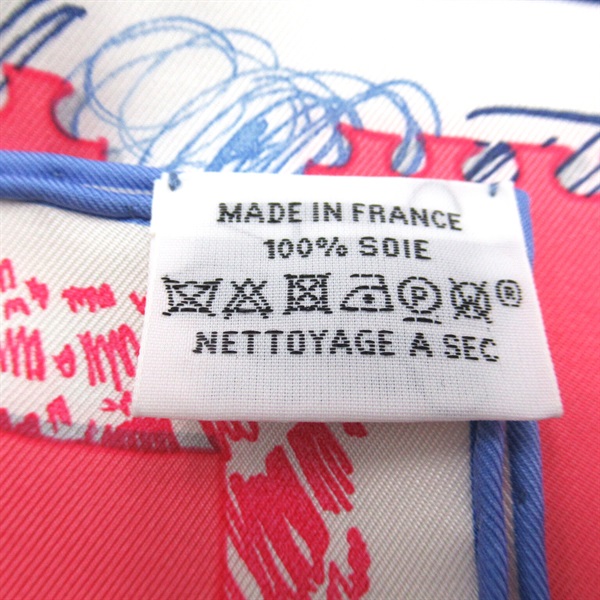 MADE IN FRANCE
100% SOIE
Ⓟ ®
NETTOYAGE A SEC